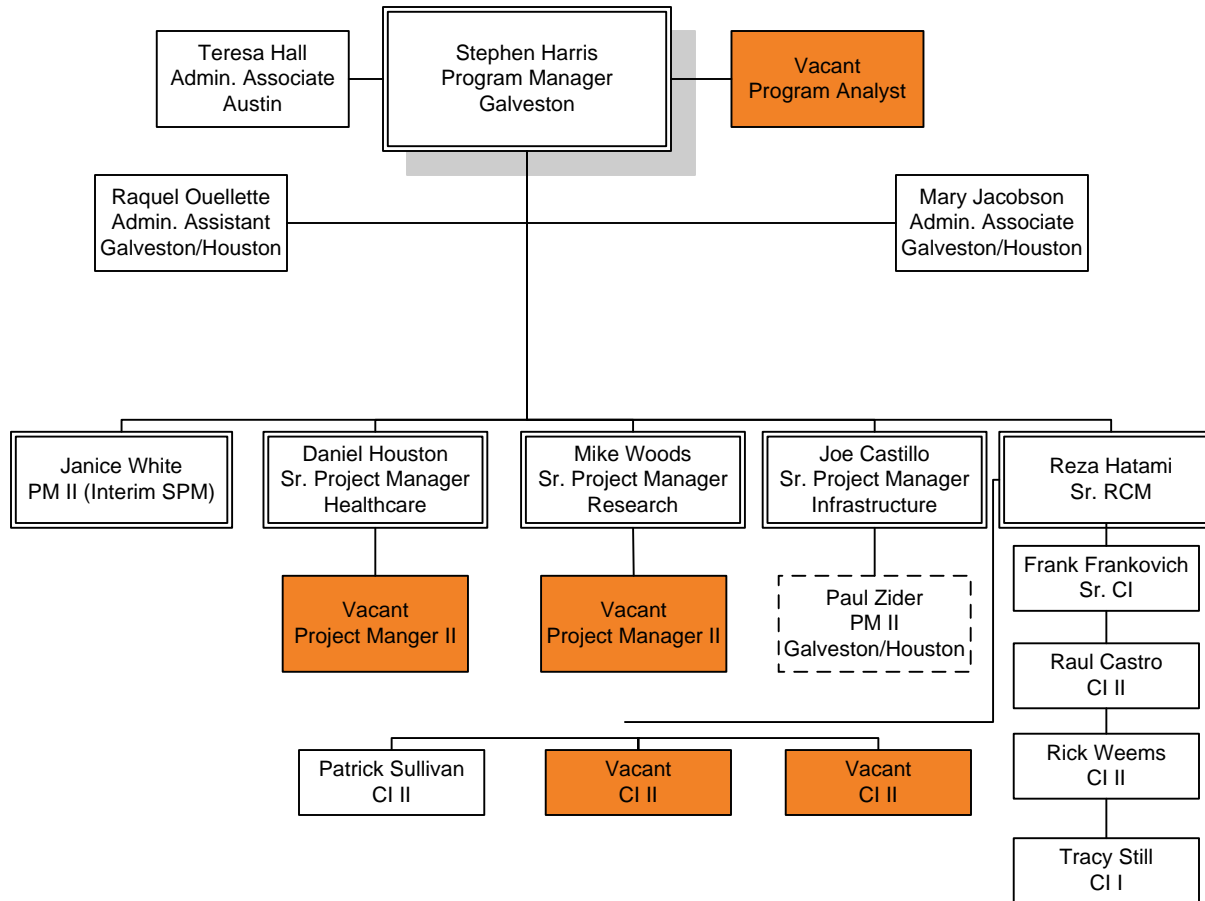 Teresa Hall
Admin. Associate
Austin
Stephen Harris
Program Manager
Galveston
Vacant
Program Analyst
Raquel Ouellette
Admin. Assistant
Galveston/Houston
Mary Jacobson
Admin. Associate
Galveston/Houston
Janice White
PM II (Interim SPM)
Daniel Houston
Sr. Project Manager
Healthcare
Mike Woods
Sr. Project Manager
Research
Joe Castillo
Sr. Project Manager
Infrastructure
Reza Hatami
Sr. RCM
Vacant
Project Manger II
Vacant
Project Manager II
Paul Zider
PM II
Galveston/Houston
Frank Frankovich
Sr. CI
Raul Castro
CI II
Rick Weems
CI II
Tracy Still
CI I
Patrick Sullivan
CI II
Vacant
CI II
Vacant
CI II